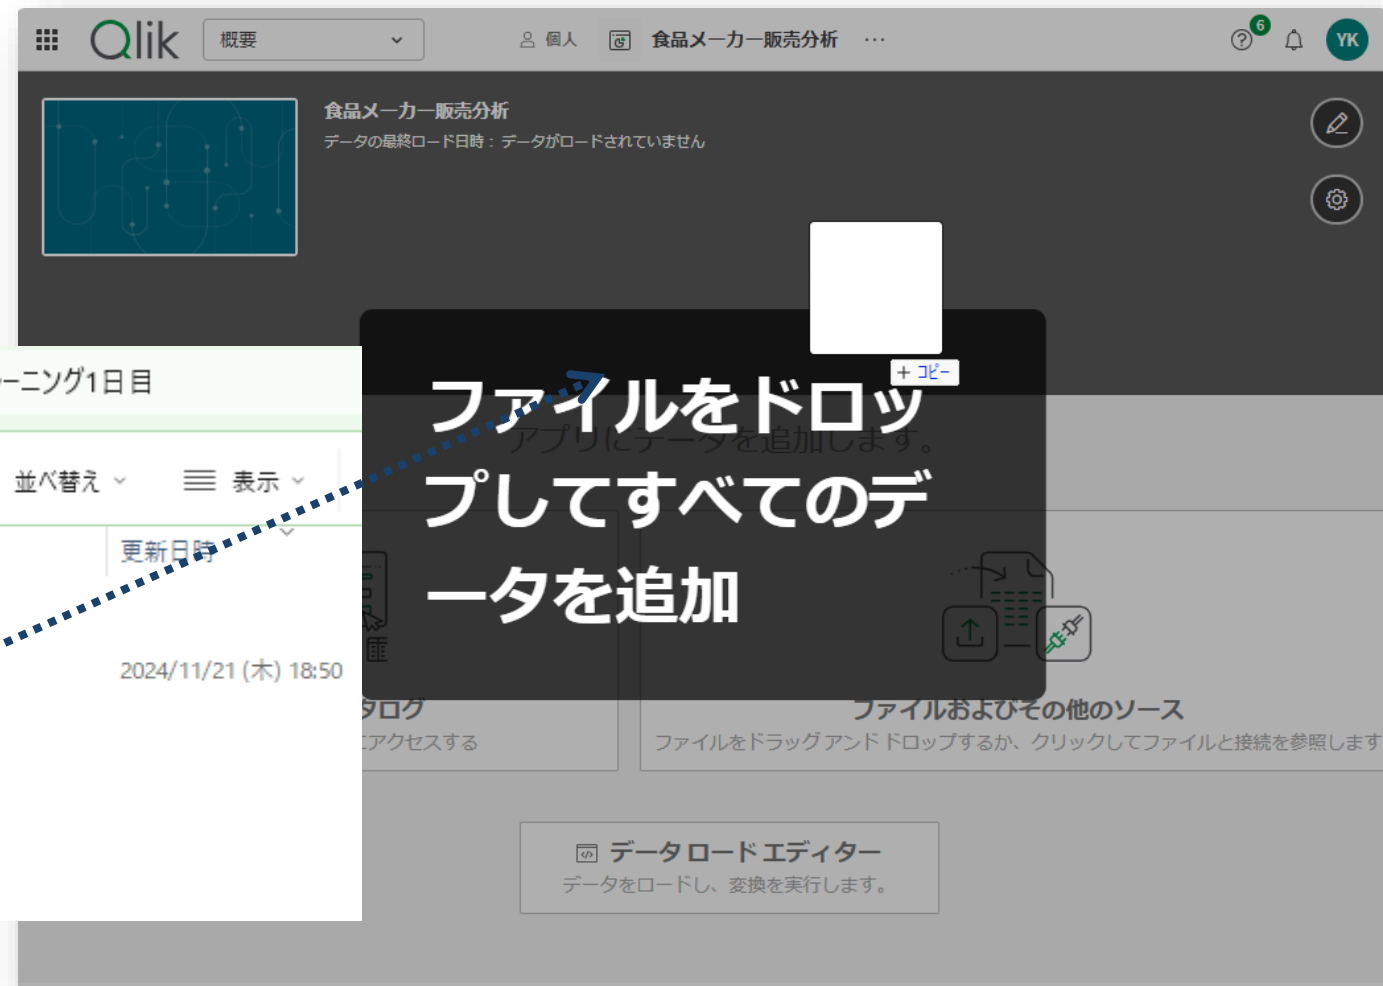 Qlik
概要
個人
食品メーカー販売分析
...
6
YK
食品メーカー販売分析
データの最終ロード日時：データがロードされていません
+ コピー
ーニング1日目
並べ替え
表示
更新日時
2024/11/21 (木) 18:50
アプリにデータを追加します。
ファイルをドロッ
プしてすべてのデ
ータを追加
タログ
アクセスする
ファイルおよびその他のソース
ファイルをドラッグ アンド ドロップするか、クリックしてファイルと接続を参照します
データ ロード エディター
データをロードし、変換を実行します。